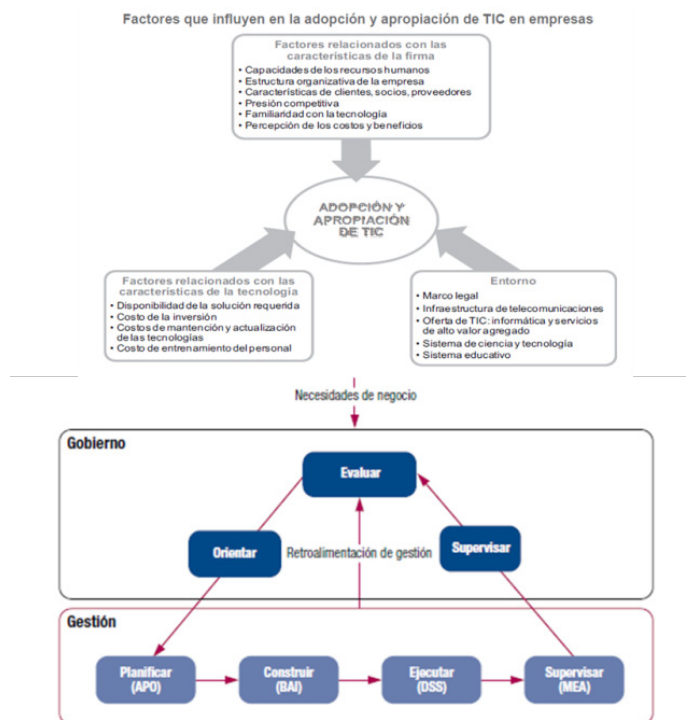 Factores que influyen en la adopción y apropiación de TIC en empresas
Factores relacionados con las
características de la firma
• Capacidades de los recursos humanos
• Estructura organizativa de la empresa
• Características de clientes, socios, proveedores
• Presión competitiva
• Familiaridad con la tecnología
• Percepción de los costos y beneficios
ADOPCIÓN Y
APROPIACIÓN
DE TIC
Factores relacionados con las
características de la tecnología
• Disponibilidad de la solución requerida
• Costo de la inversión
• Costos de mantención y actualización
de las tecnologías
• Costo de entrenamiento del personal
Entorno
• Marco legal
• Infraestructura de telecomunicaciones
• Oferta de TIC: informática y servicios
de alto valor agregado
• Sistema de ciencia y tecnología
• Sistema educativo
Necesidades de negocio
Gobierno
Evaluar
Orientar
Retroalimentación de gestión
Supervisar
Gestión
Planificar
(APO)
Construir
(BAI)
Ejecutar
(DSS)
Supervisar
(MEA)